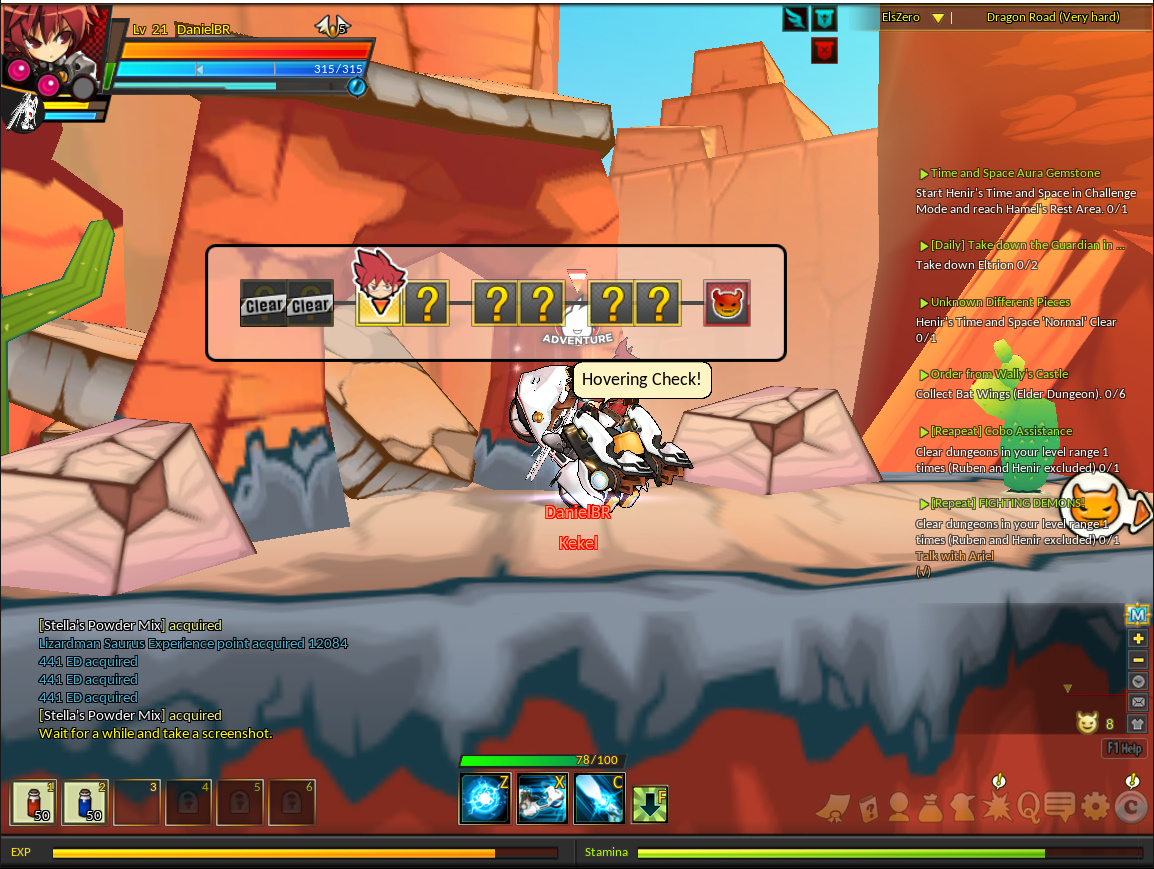 Lv 21 DanielBR
5
315/315
ElsZero
Dragon Road (Very hard)
Time and Space Aura Gemstone
Start Henir's Time and Space in Challenge
Mode and reach Hamel's Rest Area. 0/1
[Daily] Take down the Guardian in ...
Take down Eltrion 0/2
Unknown Different Pieces
Henir's Time and Space 'Normal' Clear
0/1
Order from Wally's Castle
Collect Bat Wings (Elder Dungeon). 0/6
[Reapeat] Cobo Assistance
Clear dungeons in your level range 1
times (Ruben and Henir excluded) 0/1
[Repeat] FIGHTING DEMONS!
Clear dungeons in your level range 1
times (Ruben and Henir excluded) 0/1
Talk with Ariel
(√)
Clear Clear ? ? ? ? ?
ADVENTURE
Hovering Check!
DanielBR
Kekel
[Stella's Powder Mix] acquired
Lizardman Saurus Experience point acquired 12084
441 ED acquired
441 ED acquired
441 ED acquired
[Stella's Powder Mix] acquired
Wait for a while and take a screenshot.
M
8
F1 Help
78/100
1 2 3 4 5 6
50 50
Z X C F
EXP
Stamina